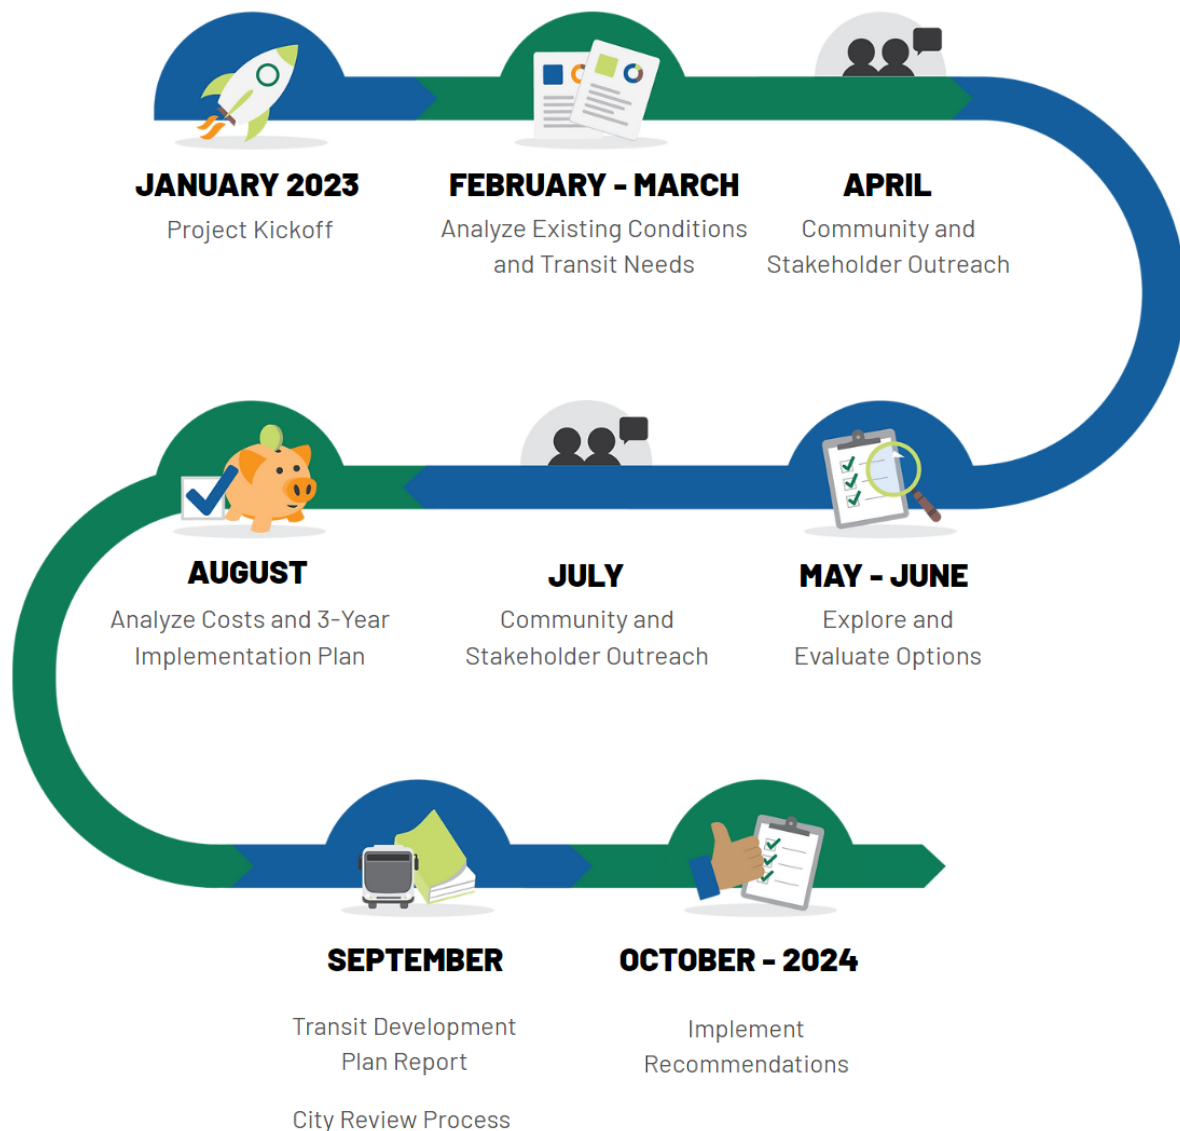 JANUARY 2023
Project Kickoff
FEBRUARY - MARCH
Analyze Existing Conditions
and Transit Needs
APRIL
Community and
Stakeholder Outreach
MAY - JUNE
Explore and
Evaluate Options
JULY
Community and
Stakeholder Outreach
AUGUST
Analyze Costs and 3-Year
Implementation Plan
SEPTEMBER
Transit Development
Plan Report
City Review Process
OCTOBER - 2024
Implement
Recommendations